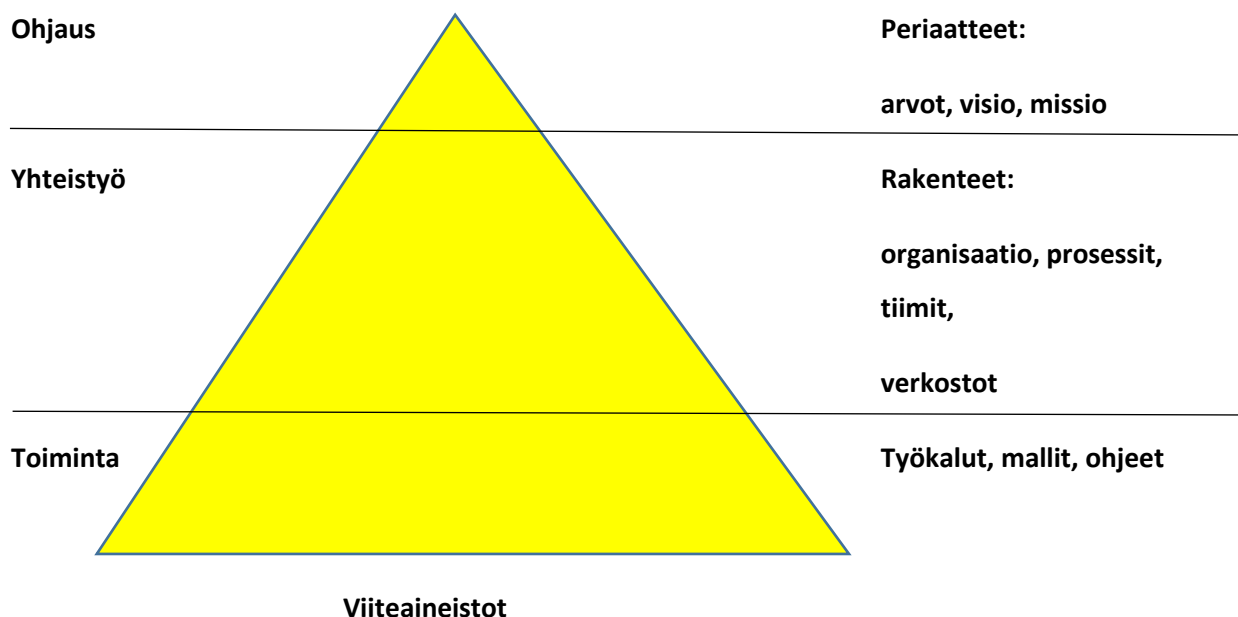 Ohjaus
Periaatteet:
arvot, visio, missio
Yhteistyö
Rakenteet:
organisaatio, prosessit,
tiimit,
verkostot
Toiminta
Työkalut, mallit, ohjeet
Viiteaineistot